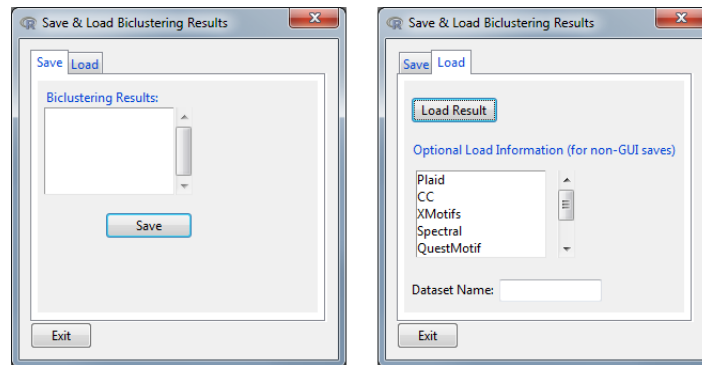 Save & Load Biclustering Results
Save Load
Biclustering Results:
Save
Exit
Save & Load Biclustering Results
Save Load
Load Result
Optional Load Information (for non-GUI saves)
Plaid
CC
XMotifs
Spectral
QuestMotif
Dataset Name:
Exit